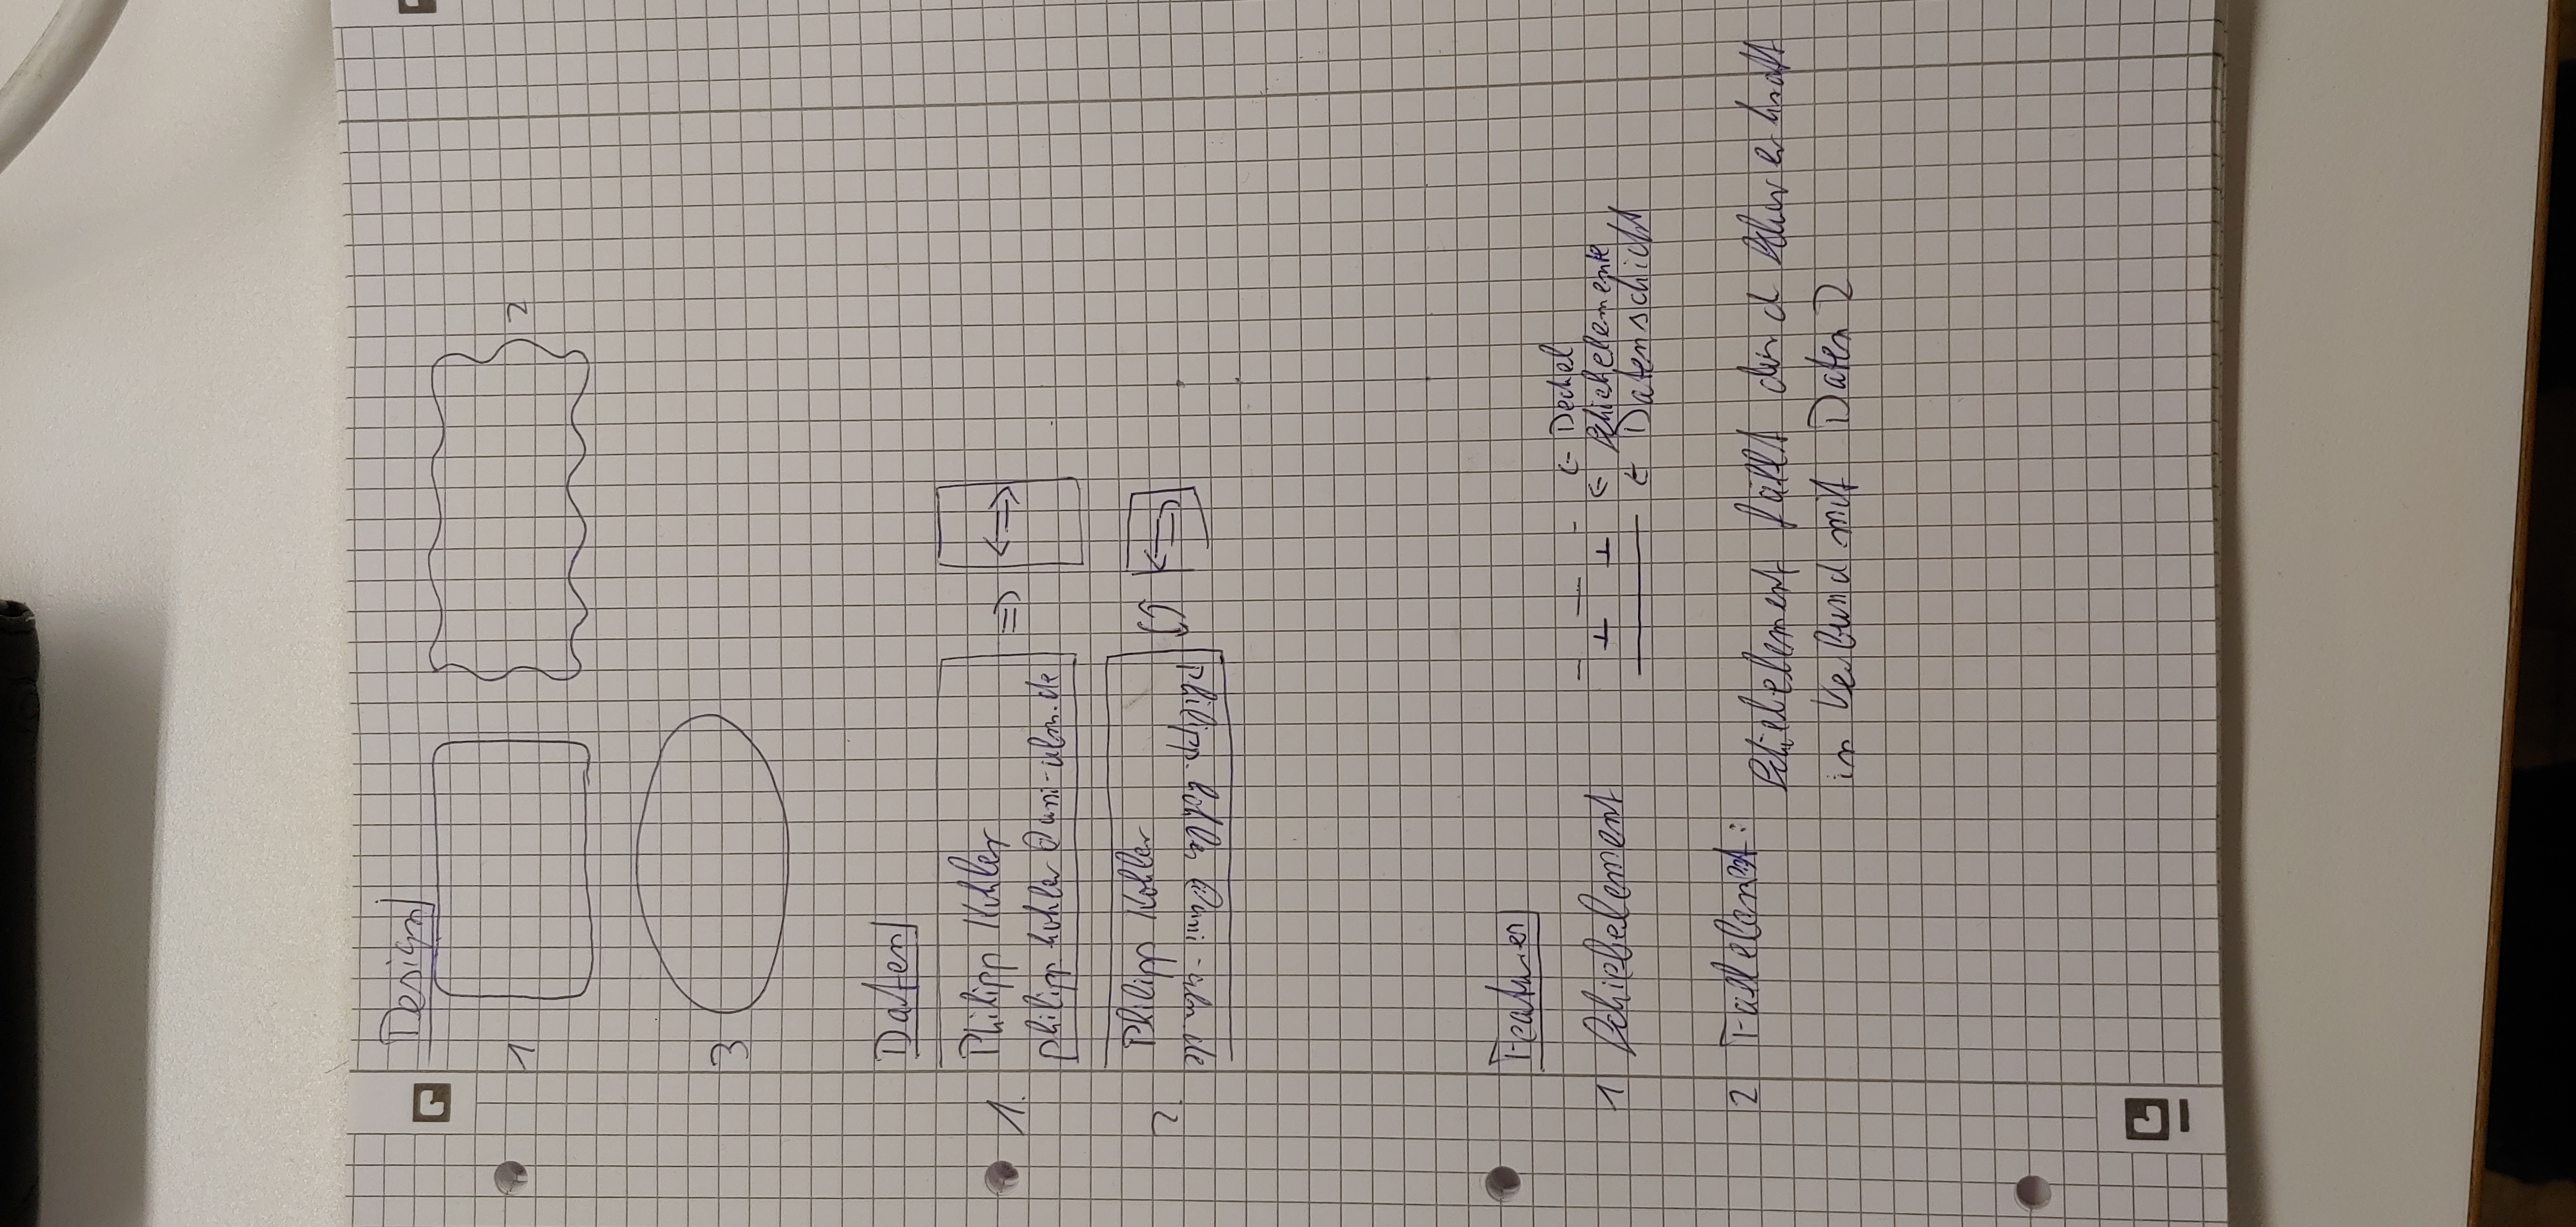 Design
1
2
3
Daten
1.
Philipp Kohler
philipp.kohler@uni-ulm.de
⇒
2.
Philipp Kohler
philipp.kohler@uni-ulm.de
Features
1 Schiebelement
← Deckel
← Schiebelemente
← Datenschicht
2 Fallelement:
Schiebelement fällt durch Schwerkraft
in Verbund mit Daten 2